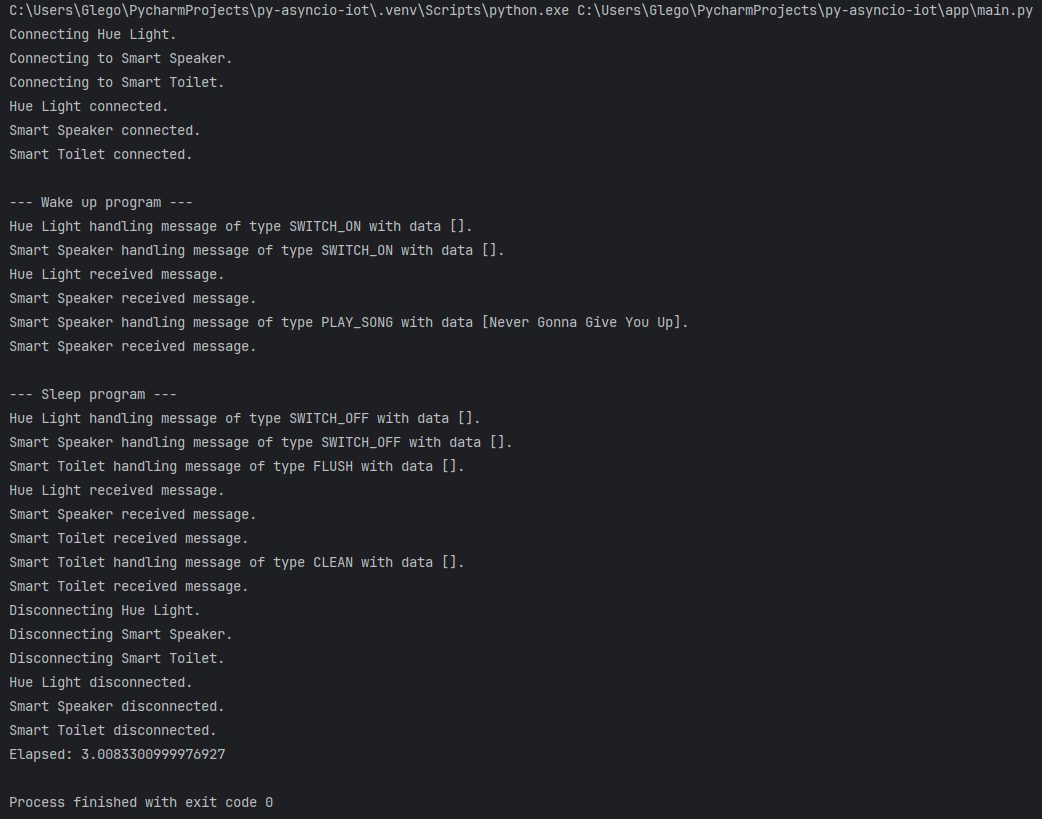 C:\Users\Glego\PycharmProjects\py-asyncio-iot\.venv\Scripts\python.exe C:\Users\Glego\PycharmProjects\py-asyncio-iot\app\main.py
Connecting Hue Light.
Connecting to Smart Speaker.
Connecting to Smart Toilet.
Hue Light connected.
Smart Speaker connected.
Smart Toilet connected.
--- Wake up program ---
Hue Light handling message of type SWITCH_ON with data [].
Smart Speaker handling message of type SWITCH_ON with data [].
Hue Light received message.
Smart Speaker received message.
Smart Speaker handling message of type PLAY_SONG with data [Never Gonna Give You Up].
Smart Speaker received message.
--- Sleep program ---
Hue Light handling message of type SWITCH_OFF with data [].
Smart Speaker handling message of type SWITCH_OFF with data [].
Smart Toilet handling message of type FLUSH with data [].
Hue Light received message.
Smart Speaker received message.
Smart Toilet received message.
Smart Toilet handling message of type CLEAN with data [].
Smart Toilet received message.
Disconnecting Hue Light.
Disconnecting Smart Speaker.
Disconnecting Smart Toilet.
Hue Light disconnected.
Smart Speaker disconnected.
Smart Toilet disconnected.
Elapsed: 3.0083300999976927
Process finished with exit code 0